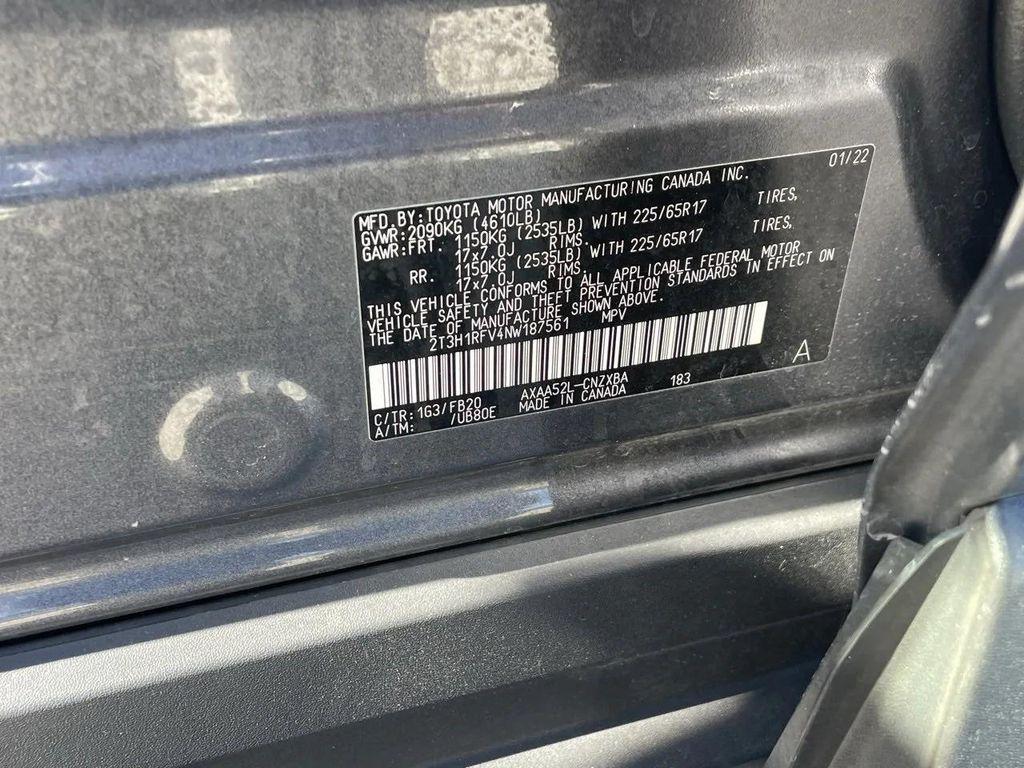 01/22
MFD.BY:TOYOTA MOTOR MANUFACTURING CANADA INC.
GVWR:2090KG (4610LB)
GAWR:FRT. 1150KG (2535LB) WITH 225/65R17 TIRES,
17x7.0J RIMS.
RR. 1150KG (2535LB) WITH 225/65R17 TIRES,
17x7.0J RIMS.
THIS VEHICLE CONFORMS TO ALL APPLICABLE FEDERAL MOTOR
VEHICLE SAFETY AND THEFT PREVENTION STANDARDS IN EFFECT ON
THE DATE OF MANUFACTURE SHOWN ABOVE.
2T3H1RFV4NW187561 MPV
A
C/TR: 1G3/FB20 AXAA52L-CNZXBA 183
A/TM: /UB80E MADE IN CANADA